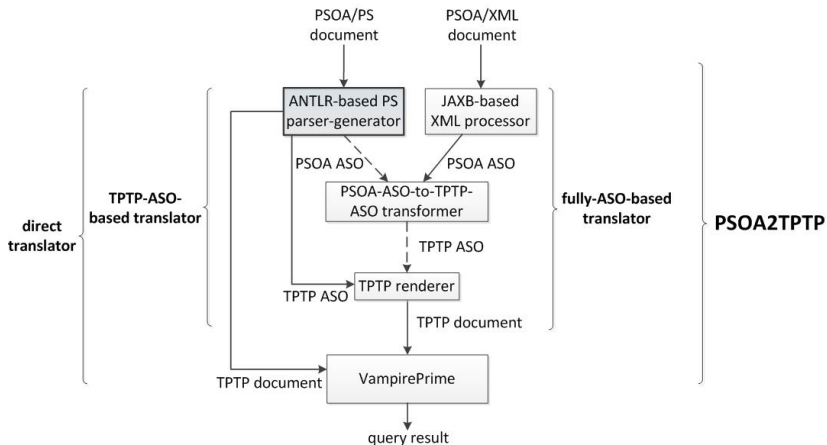 PSOA/PS
document
PSOA/XML
document
ANTLR-based PS
parser-generator
JAXB-based
XML processor
PSOA ASO
PSOA ASO
PSOA-ASO-to-TPTP-
ASO transformer
TPTP-ASO-
based translator
fully-ASO-based
translator
direct
translator
PSOA2TPTP
TPTP ASO
TPTP ASO
TPTP renderer
TPTP document
TPTP document
VampirePrime
query result